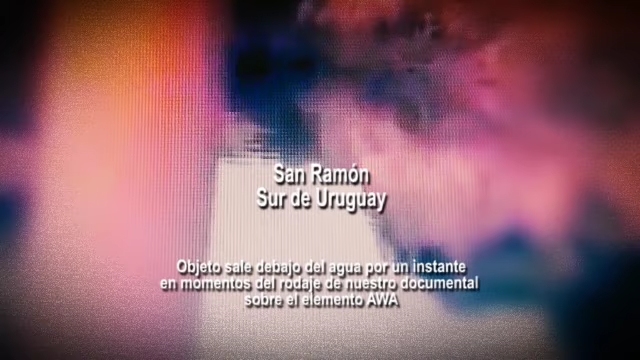 San Ramón
Sur de Uruguay
Objeto sale debajo del agua por un instante
en momentos del rodaje de nuestro documental
sobre el elemento AWA